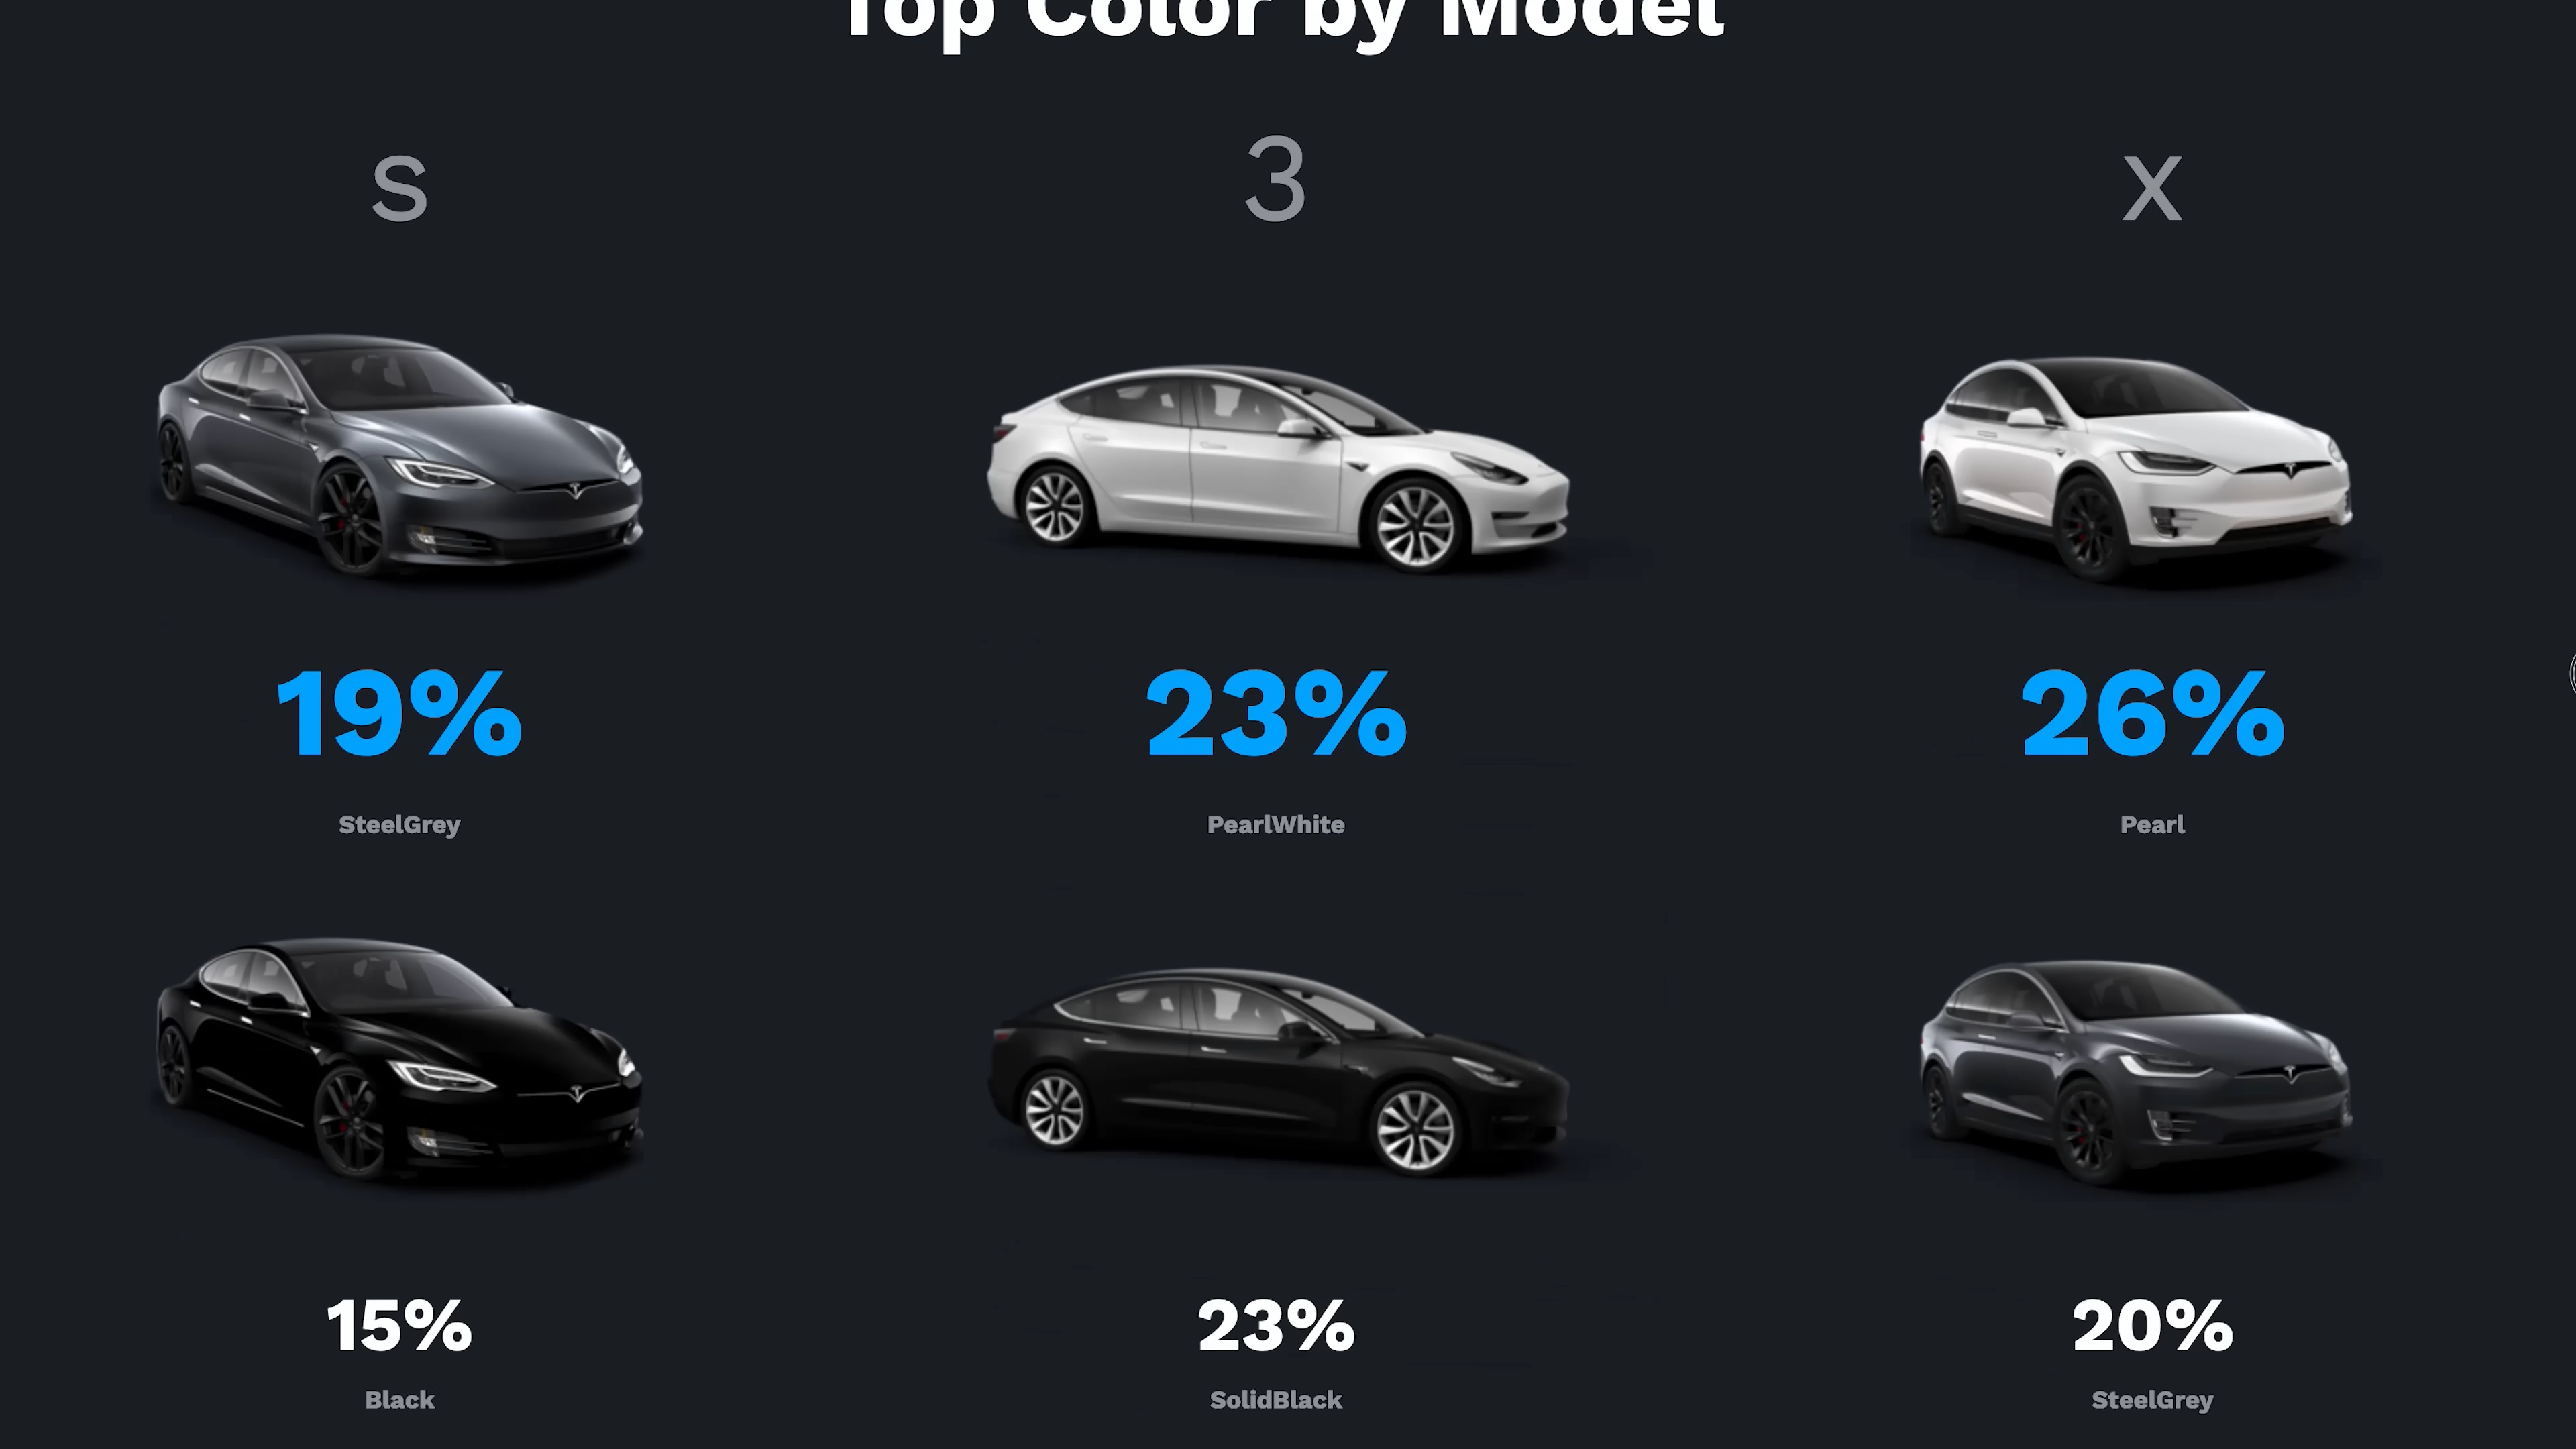 Top Color by Model
S
3
X
19%
23%
26%
SteelGrey
PearlWhite
Pearl
15%
23%
20%
Black
SolidBlack
SteelGrey